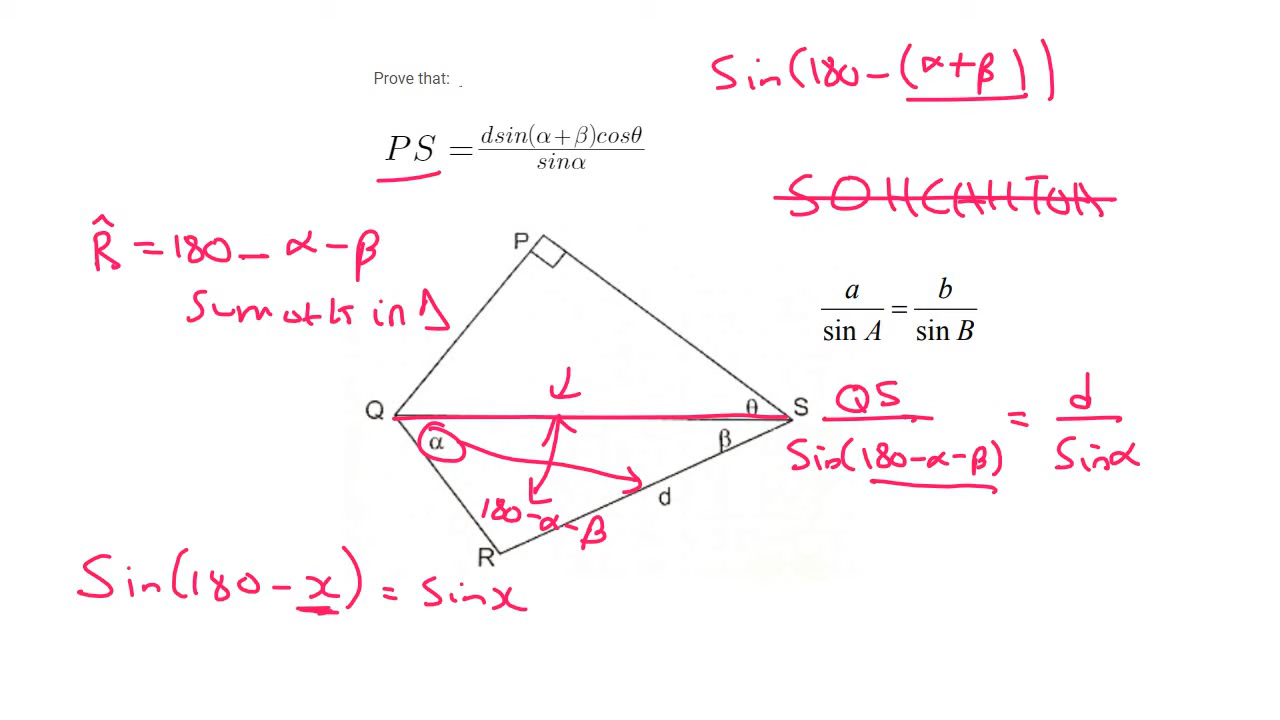 Sin(180-(α+β))
Prove that:
PS = dsin(α+β)cosθ / sinα
SOHCAHTOA
R̂ = 180 - α - β
Sum of ∠s in Δ
P
a / sin A = b / sin B
Q
θ
S
QS / Sin(180-α-β) = d / Sinα
α
β
d
180-α-β
R
Sin(180-x) = Sinx